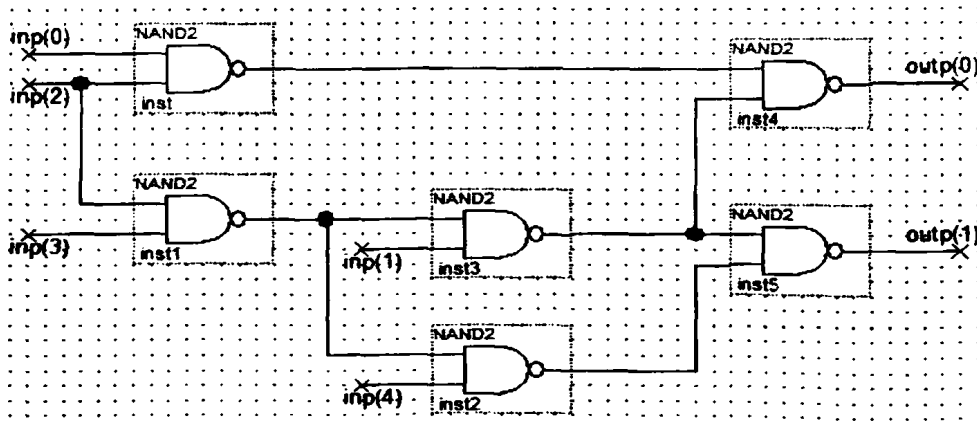 inp(0)
NAND2
inp(2)
inst
NAND2
outp(0)
inst4
NAND2
inp(3)
inst1
NAND2
inp(1)
inst3
NAND2
outp(1)
inst5
NAND2
inp(4)
inst2